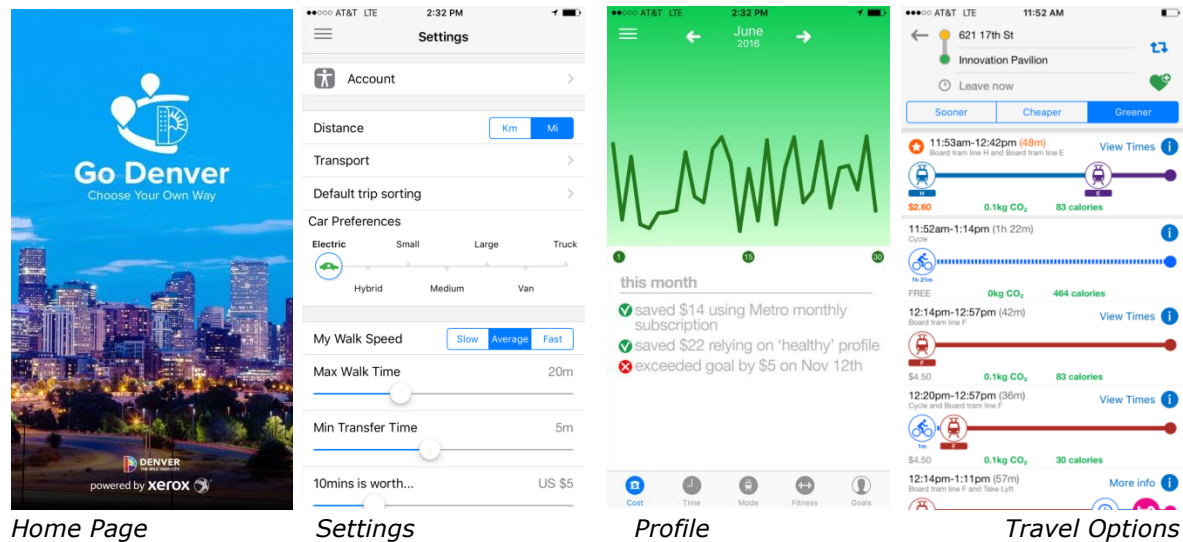 Go Denver
Choose Your Own Way
DENVER
THE MILE HIGH CITY
powered by xerox
Home Page
AT&T LTE 2:32 PM
Settings
Account
Distance Km Mi
Transport
Default trip sorting
Car Preferences
Electric Small Large Truck
Hybrid Medium Van
My Walk Speed Slow Average Fast
Max Walk Time 20m
Min Transfer Time 5m
10mins is worth... US $5
Settings
AT&T LTE 2:32 PM
June
2016
1 15 30
this month
saved $14 using Metro monthly
subscription
saved $22 relying on 'healthy' profile
exceeded goal by $5 on Nov 12th
Cost Time Mode Fitness Goals
Profile
AT&T LTE 11:52 AM
621 17th St
Innovation Pavilion
Leave now
Sooner Cheaper Greener
11:53am-12:42pm (48m) View Times i
Board tram line H and Board tram line E
H E
$2.60 0.1kg CO₂ 83 calories
11:52am-1:14pm (1h 22m) i
Cycle
1h 21m
FREE 0kg CO₂ 464 calories
12:14pm-12:57pm (42m) View Times i
Board tram line F
F
$4.50 0.1kg CO₂ 83 calories
12:20pm-12:57pm (36m) View Times i
Cycle and Board tram line F
1m F
$4.50 0.1kg CO₂ 30 calories
12:14pm-1:11pm (57m) More info i
Board tram line F and Take Lyft
Travel Options